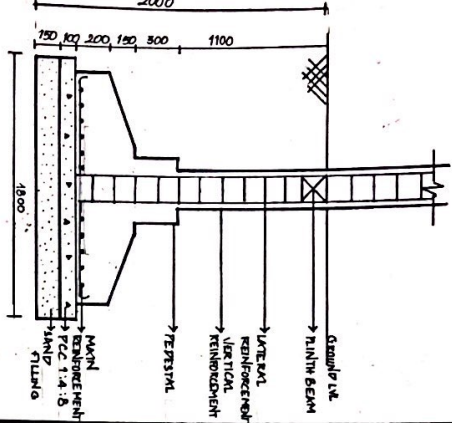 2000
150 100 200 150 300 1100
1800
GROUND LVL
PLINTH BEAM
LATERAL
REINFORCEMENT
VERTICAL
REINFORCEMENT
PEDESTAL
MAIN
REINFORCEMENT
PCC 1:4:8
SAND
FILLING